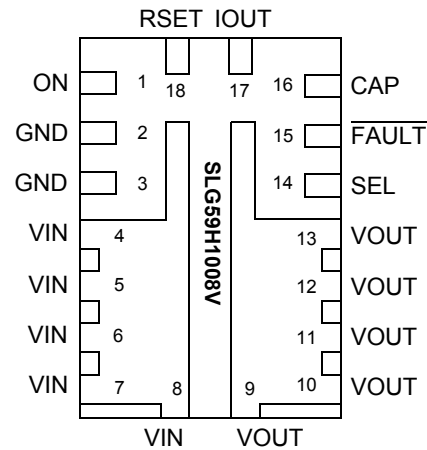 RSET IOUT
ON 1 18 17 16 CAP
GND 2 15 FAULT
GND 3 14 SEL
SLG59H1008V
VIN 4 13 VOUT
VIN 5 12 VOUT
VIN 6 11 VOUT
VIN 7 8 9 10 VOUT
VIN VOUT